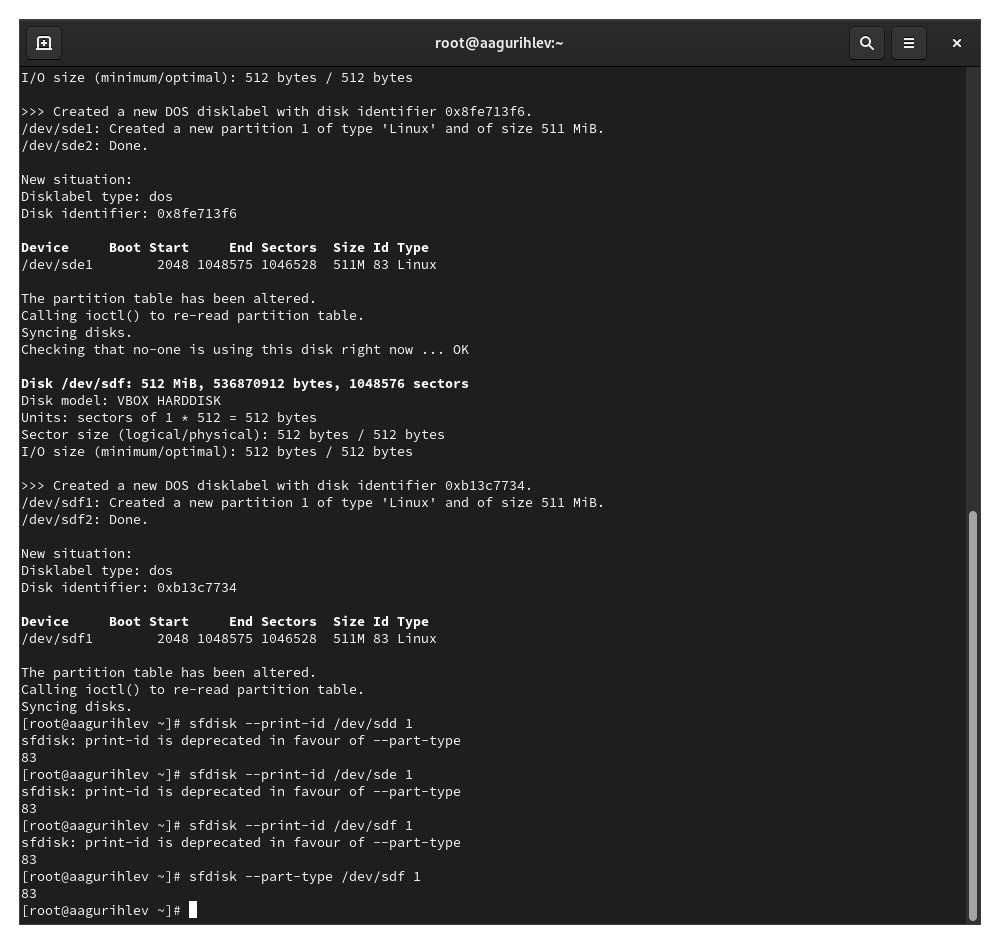 root@aagurihlev:~
I/O size (minimum/optimal): 512 bytes / 512 bytes
>>> Created a new DOS disklabel with disk identifier 0x8fe713f6.
/dev/sde1: Created a new partition 1 of type 'Linux' and of size 511 MiB.
/dev/sde2: Done.
New situation:
Disklabel type: dos
Disk identifier: 0x8fe713f6
Device     Boot Start     End Sectors  Size Id Type
/dev/sde1        2048 1048575 1046528  511M 83 Linux
The partition table has been altered.
Calling ioctl() to re-read partition table.
Syncing disks.
Checking that no-one is using this disk right now ... OK
Disk /dev/sdf: 512 MiB, 536870912 bytes, 1048576 sectors
Disk model: VBOX HARDDISK
Units: sectors of 1 * 512 = 512 bytes
Sector size (logical/physical): 512 bytes / 512 bytes
I/O size (minimum/optimal): 512 bytes / 512 bytes
>>> Created a new DOS disklabel with disk identifier 0xb13c7734.
/dev/sdf1: Created a new partition 1 of type 'Linux' and of size 511 MiB.
/dev/sdf2: Done.
New situation:
Disklabel type: dos
Disk identifier: 0xb13c7734
Device     Boot Start     End Sectors  Size Id Type
/dev/sdf1        2048 1048575 1046528  511M 83 Linux
The partition table has been altered.
Calling ioctl() to re-read partition table.
Syncing disks.
[root@aagurihlev ~]# sfdisk --print-id /dev/sdd 1
sfdisk: print-id is deprecated in favour of --part-type
83
[root@aagurihlev ~]# sfdisk --print-id /dev/sde 1
sfdisk: print-id is deprecated in favour of --part-type
83
[root@aagurihlev ~]# sfdisk --print-id /dev/sdf 1
sfdisk: print-id is deprecated in favour of --part-type
83
[root@aagurihlev ~]# sfdisk --part-type /dev/sdf 1
83
[root@aagurihlev ~]#